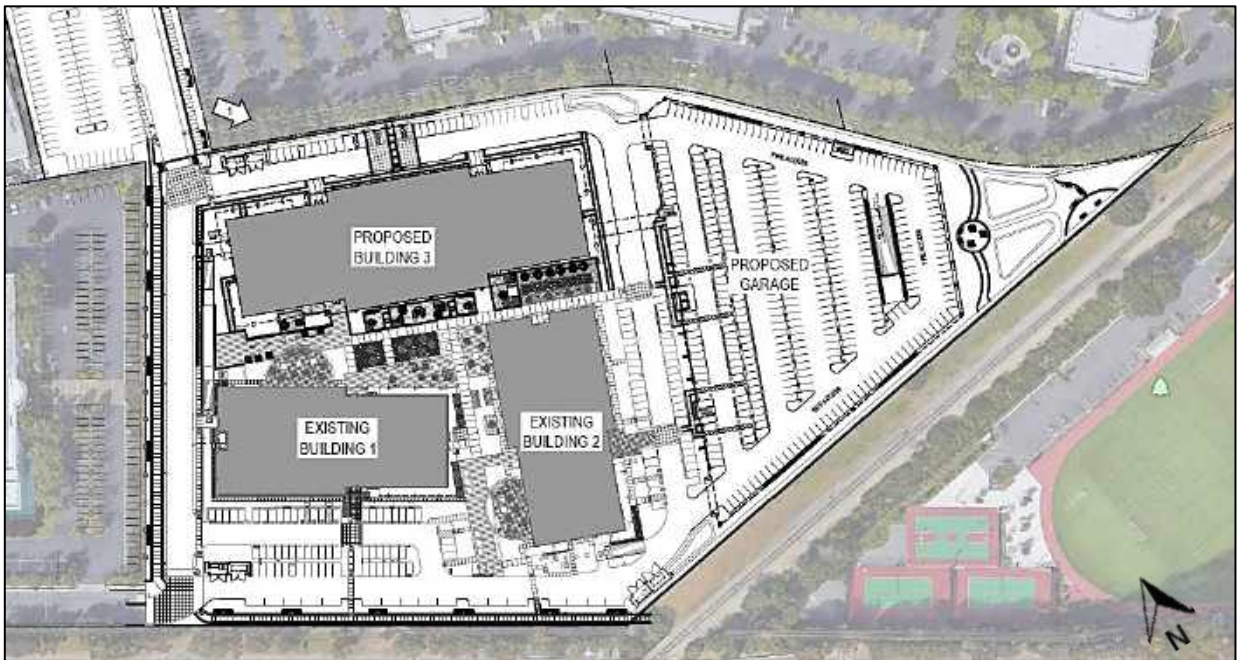 PROPOSED
BUILDING 3
PROPOSED
GARAGE
EXISTING
BUILDING 1
EXISTING
BUILDING 2
N